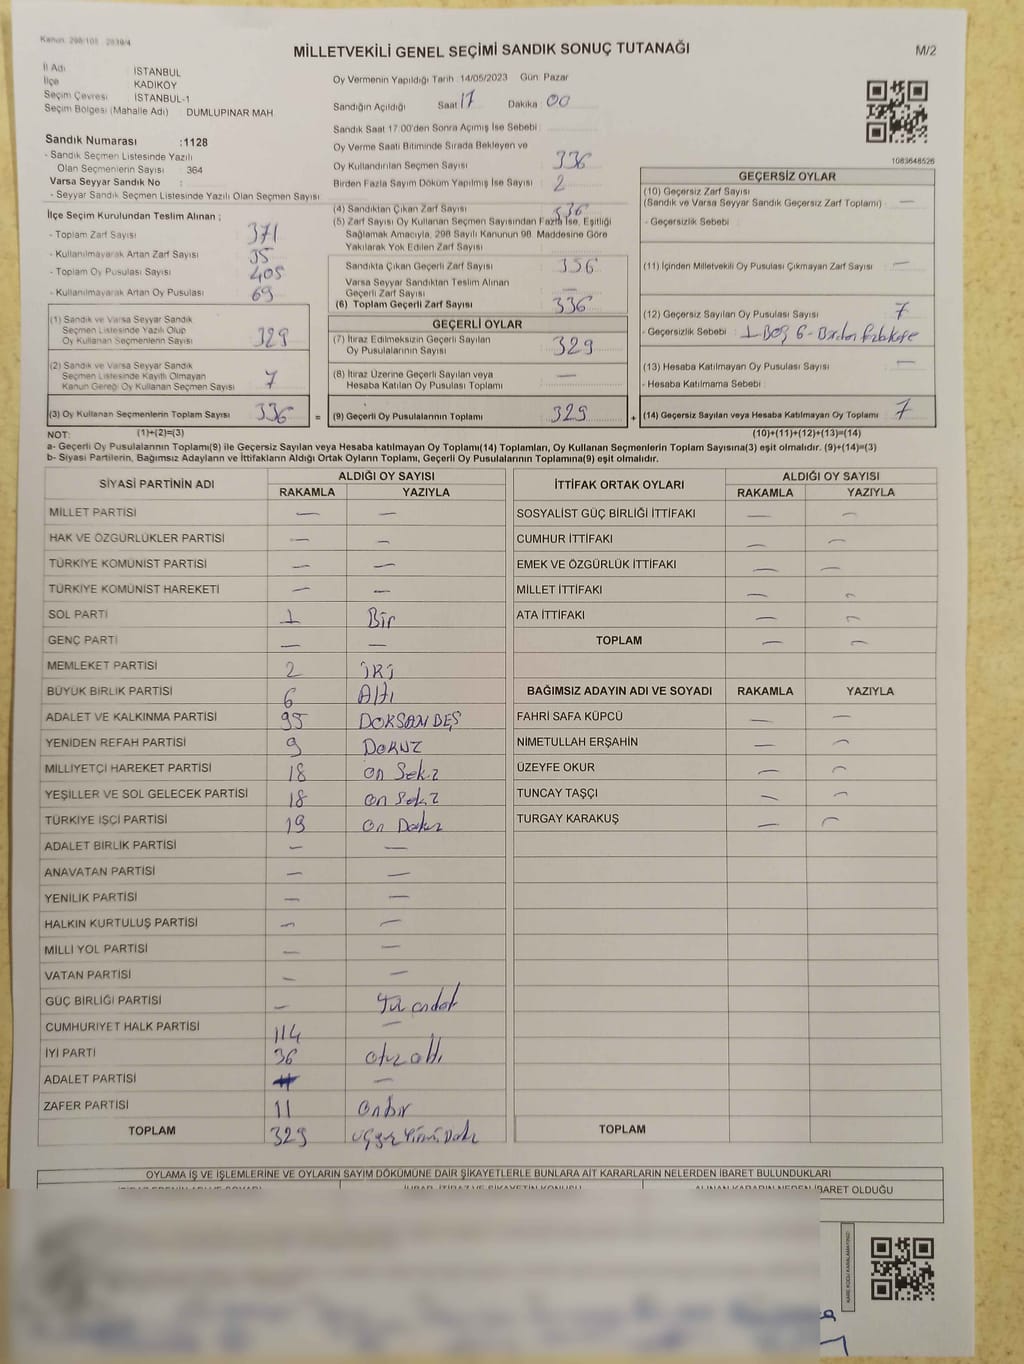 Kanun: 298/105 2839/4
MİLLETVEKİLİ GENEL SEÇİMİ SANDIK SONUÇ TUTANAĞI
M/2
İl Adı İSTANBUL
İlçe KADIKÖY
Seçim Çevresi İSTANBUL-1
Seçim Bölgesi (Mahalle Adı) DUMLUPINAR MAH
Sandık Numarası :1128
- Sandık Seçmen Listesinde Yazılı
Olan Seçmenlerin Sayısı : 364
Varsa Seyyar Sandık No :
- Seyyar Sandık Seçmen Listesinde Yazılı Olan Seçmen Sayısı
İlçe Seçim Kurulundan Teslim Alınan ;
- Toplam Zarf Sayısı 371
- Kullanılmayarak Artan Zarf Sayısı 35
- Toplam Oy Pusulası Sayısı 405
- Kullanılmayarak Artan Oy Pusulası 69
(1) Sandık ve Varsa Seyyar Sandık
Seçmen Listesinde Yazılı Olup
Oy Kullanan Seçmenlerin Sayısı 329
(2) Sandık ve Varsa Seyyar Sandık
Seçmen Listesinde Kayıtlı Olmayan
Kanun Gereği Oy Kullanan Seçmen Sayısı 7
(3) Oy Kullanan Seçmenlerin Toplam Sayısı 336
Oy Vermenin Yapıldığı Tarih :14/05/2023 Gün: Pazar
Sandığın Açıldığı Saat 17 Dakika 00
Sandık Saat 17.00'den Sonra Açımış İse Sebebi :
Oy Verme Saati Bitiminde Sırada Bekleyen ve
Oy Kullandırılan Seçmen Sayısı : 336
Birden Fazla Sayım Döküm Yapılmış İse Sayısı : 2
(4) Sandıktan Çıkan Zarf Sayısı : 336
(5) Zarf Sayısı Oy Kullanan Seçmen Sayısından Fazla İse, Eşitliği
Sağlamak Amacıyla, 298 Sayılı Kanunun 98. Maddesine Göre
Yakılarak Yok Edilen Zarf Sayısı :
Sandıkta Çıkan Geçerli Zarf Sayısı : 336
Varsa Seyyar Sandıktan Teslim Alınan
Geçerli Zarf Sayısı : —
(6) Toplam Geçerli Zarf Sayısı : 336
GEÇERLİ OYLAR
(7) İtiraz Edilmeksizin Geçerli Sayılan
Oy Pusulalarının Sayısı : 329
(8) İtiraz Üzerine Geçerli Sayılan veya
Hesaba Katılan Oy Pusulası Toplamı : —
= (9) Geçerli Oy Pusulalarının Toplamı : 329 +
1083648526
GEÇERSİZ OYLAR
(10) Geçersiz Zarf Sayısı
(Sandık ve Varsa Seyyar Sandık Geçersiz Zarf Toplamı) : —
- Geçersizlik Sebebi :
(11) İçinden Milletvekili Oy Pusulası Çıkmayan Zarf Sayısı : —
(12) Geçersiz Sayılan Oy Pusulası Sayısı : 7
- Geçersizlik Sebebi : 1 BOŞ 6 - Birden
(13) Hesaba Katılmayan Oy Pusulası Sayısı : —
- Hesaba Katılmama Sebebi :
(14) Geçersiz Sayılan veya Hesaba Katılmayan Oy Toplamı : 7
NOT: (1)+(2)=(3) (10)+(11)+(12)+(13)=(14)
a- Geçerli Oy Pusulalarının Toplamı(9) ile Geçersiz Sayılan veya Hesaba katılmayan Oy Toplamı(14) Toplamları, Oy Kullanan Seçmenlerin Toplam Sayısına(3) eşit olmalıdır. (9)+(14)=(3)
b- Siyasi Partilerin, Bağımsız Adayların ve İttifakların Aldığı Ortak Oyların Toplamı, Geçerli Oy Pusulalarının Toplamına(9) eşit olmalıdır.
SİYASİ PARTİNİN ADI ALDIĞI OY SAYISI
RAKAMLA YAZIYLA
MİLLET PARTİSİ — —
HAK VE ÖZGÜRLÜKLER PARTİSİ — —
TÜRKİYE KOMÜNİST PARTİSİ — —
TÜRKİYE KOMÜNİST HAREKETİ — —
SOL PARTİ 1 Bir
GENÇ PARTİ — —
MEMLEKET PARTİSİ 2 İKİ
BÜYÜK BİRLİK PARTİSİ 6 Altı
ADALET VE KALKINMA PARTİSİ 95 DOKSAN BEŞ
YENİDEN REFAH PARTİSİ 9 DOKUZ
MİLLİYETÇİ HAREKET PARTİSİ 18 on Sekiz
YEŞİLLER VE SOL GELECEK PARTİSİ 18 on Sekiz
TÜRKİYE İŞÇİ PARTİSİ 19 On Dokuz
ADALET BİRLİK PARTİSİ — —
ANAVATAN PARTİSİ — —
YENİLİK PARTİSİ — —
HALKIN KURTULUŞ PARTİSİ — —
MİLLİ YOL PARTİSİ — —
VATAN PARTİSİ — —
GÜÇ BİRLİĞİ PARTİSİ —
CUMHURİYET HALK PARTİSİ 114 —
İYİ PARTİ 36 otuz altı
ADALET PARTİSİ —
ZAFER PARTİSİ 11 Onbir
TOPLAM 329
İTTİFAK ORTAK OYLARI ALDIĞI OY SAYISI
RAKAMLA YAZIYLA
SOSYALİST GÜÇ BİRLİĞİ İTTİFAKI — —
CUMHUR İTTİFAKI — —
EMEK VE ÖZGÜRLÜK İTTİFAKI — —
MİLLET İTTİFAKI — —
ATA İTTİFAKI — —
TOPLAM — —
BAĞIMSIZ ADAYIN ADI VE SOYADI RAKAMLA YAZIYLA
FAHRİ SAFA KÜPCÜ — —
NİMETULLAH ERŞAHİN — —
ÜZEYFE OKUR — —
TUNCAY TAŞÇI — —
TURGAY KARAKUŞ — —
TOPLAM
OYLAMA İŞ VE İŞLEMLERİNE VE OYLARIN SAYIM DÖKÜMÜNE DAİR ŞİKAYETLERLE BUNLARA AİT KARARLARIN NELERDEN İBARET BULUNDUKLARI
İHBAR, İTİRAZ VE ŞİKAYETİN KONUSU ALINAN KARARIN NEDEN İBARET OLDUĞU